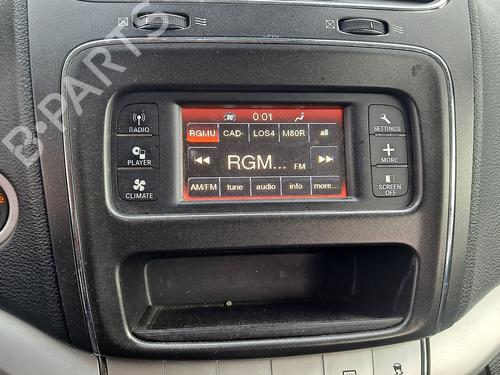 0:01
RADIO
RGMU CAD- LOS4 M80R all
SETTINGS
PLAYER
RGM... FM
MORE
CLIMATE
AM/FM tune audio info more...
SCREEN
OFF
B-PARTS